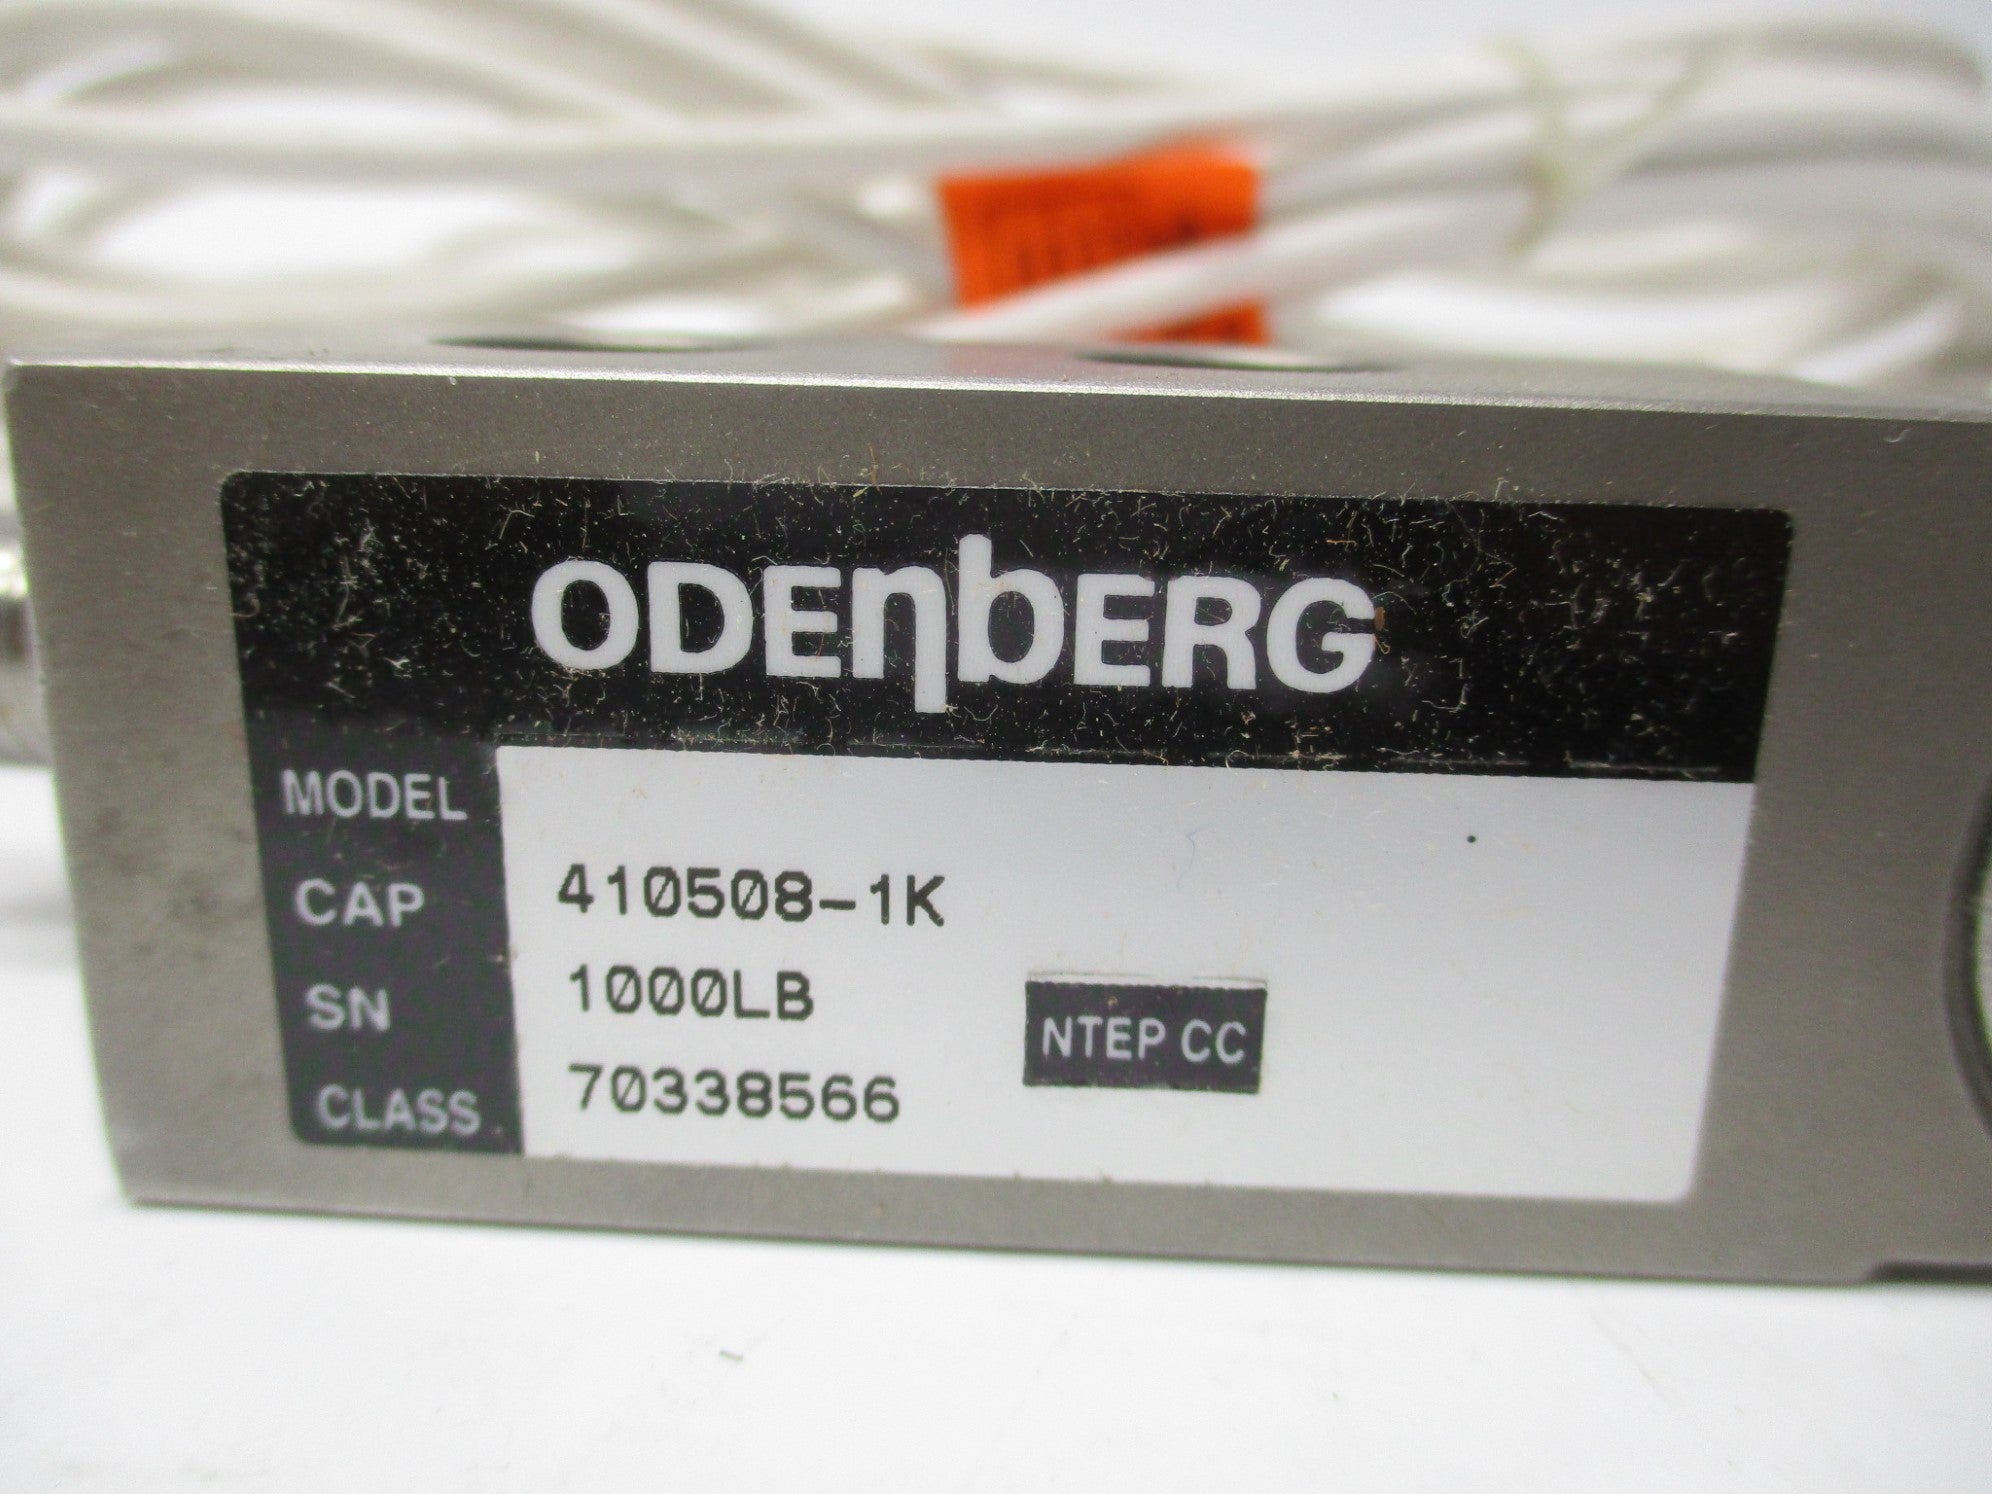 ODENBERG
MODEL
CAP 410508-1K
SN 1000LB NTEP CC
CLASS 70338566